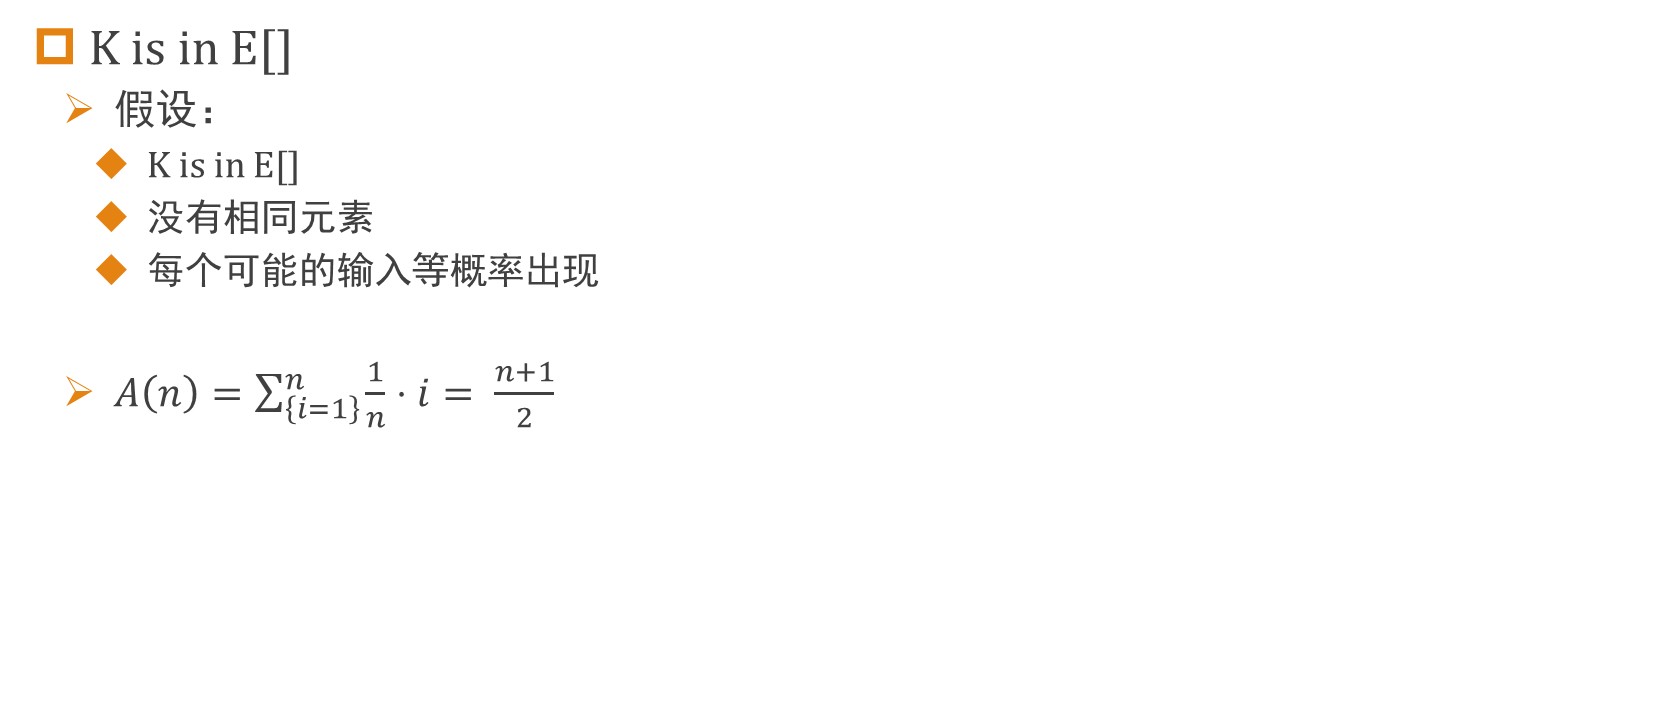 K is in E[]
假设：
K is in E[]
没有相同元素
每个可能的输入等概率出现
A(n) = ∑_{i=1}^n 1/n · i = n+1/2